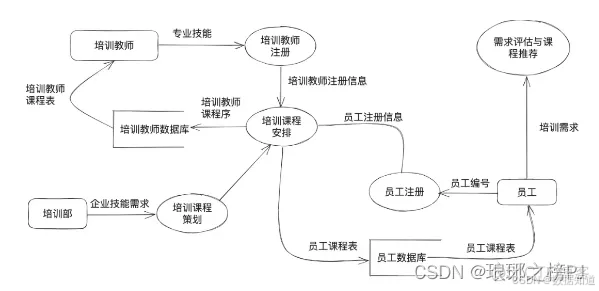 专业技能
培训教师
培训教师
注册
需求评估与课
程推荐
培训教师
课程表
培训教师注册信息
培训需求
培训教师
课程序
培训教师数据库
培训课程
安排
员工注册信息
员工注册
员工编号
员工
企业技能需求
培训部
培训课程
策划
员工课程表
员工数据库
员工课程表
CSDN @琅琊之榜P1
CSDN @数据知道